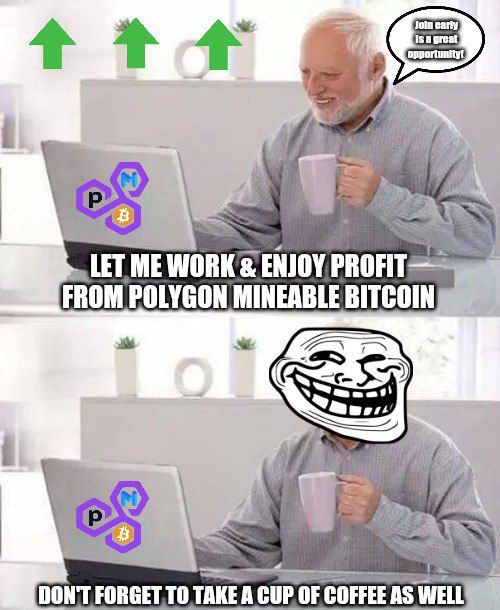 Join early
is a great
opportunity!
p
M
B
LET ME WORK & ENJOY PROFIT
FROM POLYGON MINEABLE BITCOIN
p
M
B
DON'T FORGET TO TAKE A CUP OF COFFEE AS WELL